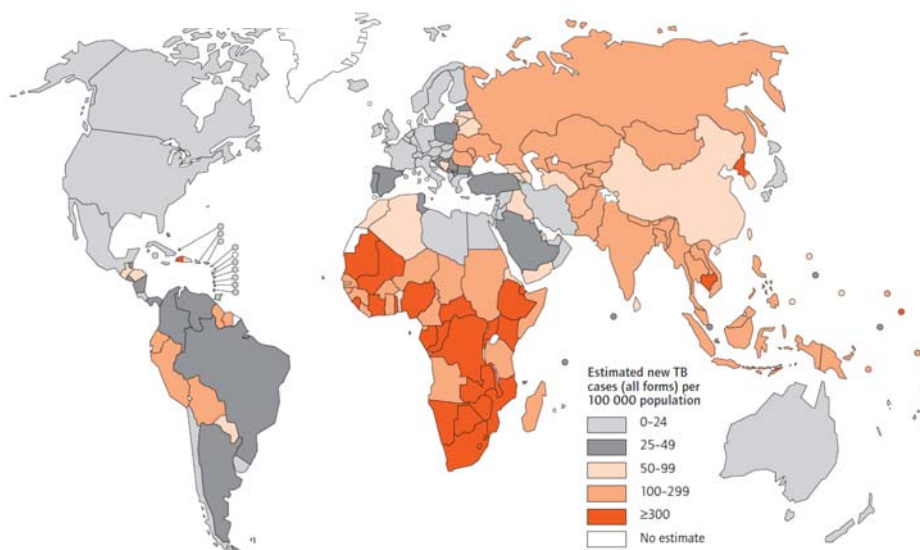 Estimated new TB
cases (all forms) per
100 000 population
0–24
25–49
50–99
100–299
≥300
No estimate